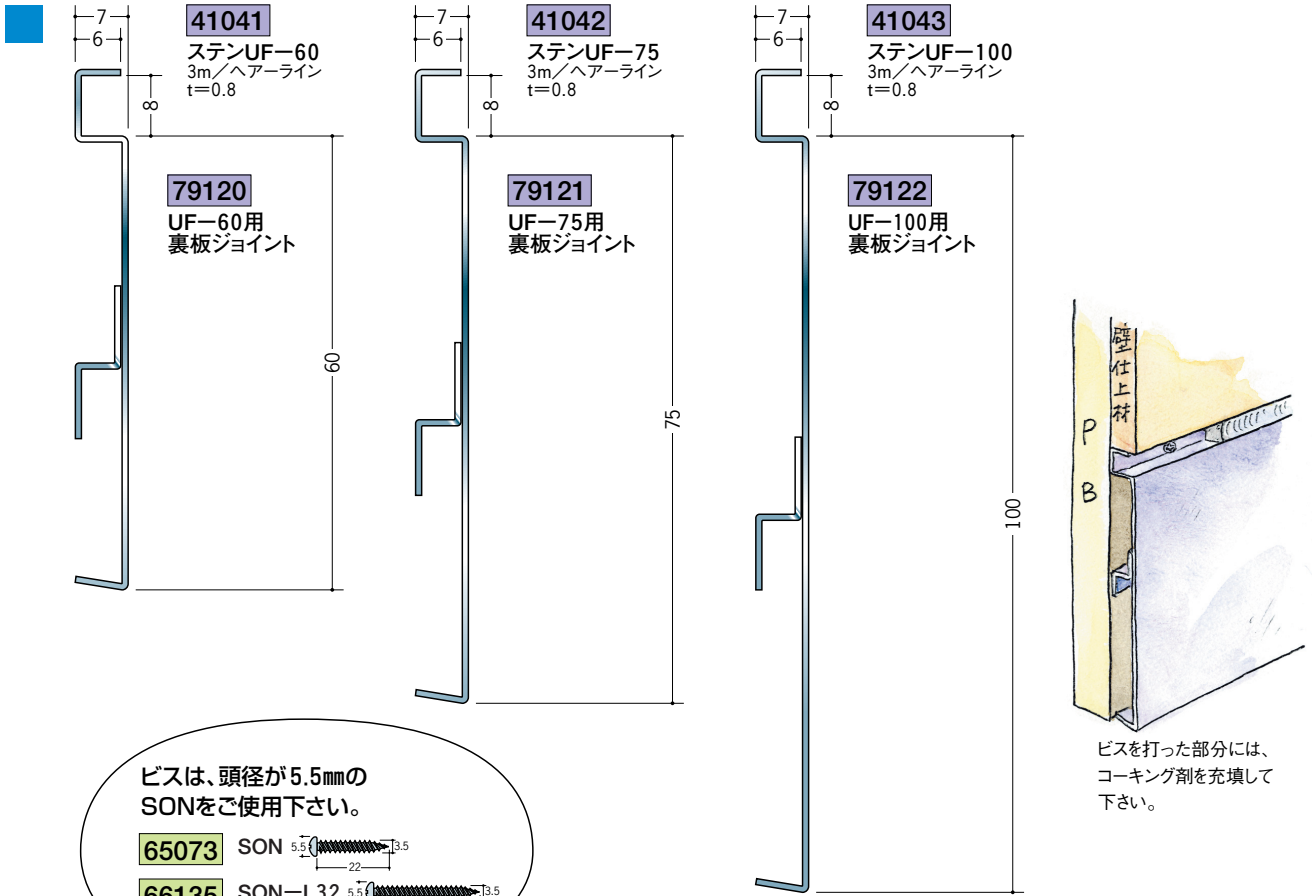 7
6
8
41041
ステンUF－60
3m／ヘアーライン
t＝0.8
79120
UF－60用
裏板ジョイント
60
7
6
8
41042
ステンUF－75
3m／ヘアーライン
t＝0.8
79121
UF－75用
裏板ジョイント
75
7
6
8
41043
ステンUF－100
3m／ヘアーライン
t＝0.8
79122
UF－100用
裏板ジョイント
100
壁仕上材
PB
ビスを打った部分には、
コーキング剤を充填して
下さい。
ビスは、頭径が5.5㎜の
SONをご使用下さい。
65073 SON 5.5 3.5
22
66135 SON－L32 5.5 3.5